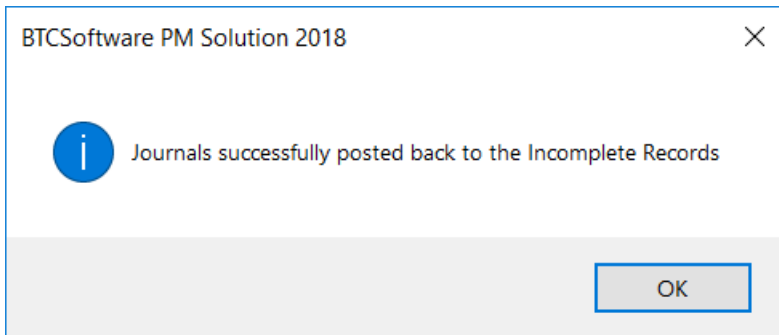 BTCSoftware PM Solution 2018
Journals successfully posted back to the Incomplete Records
OK